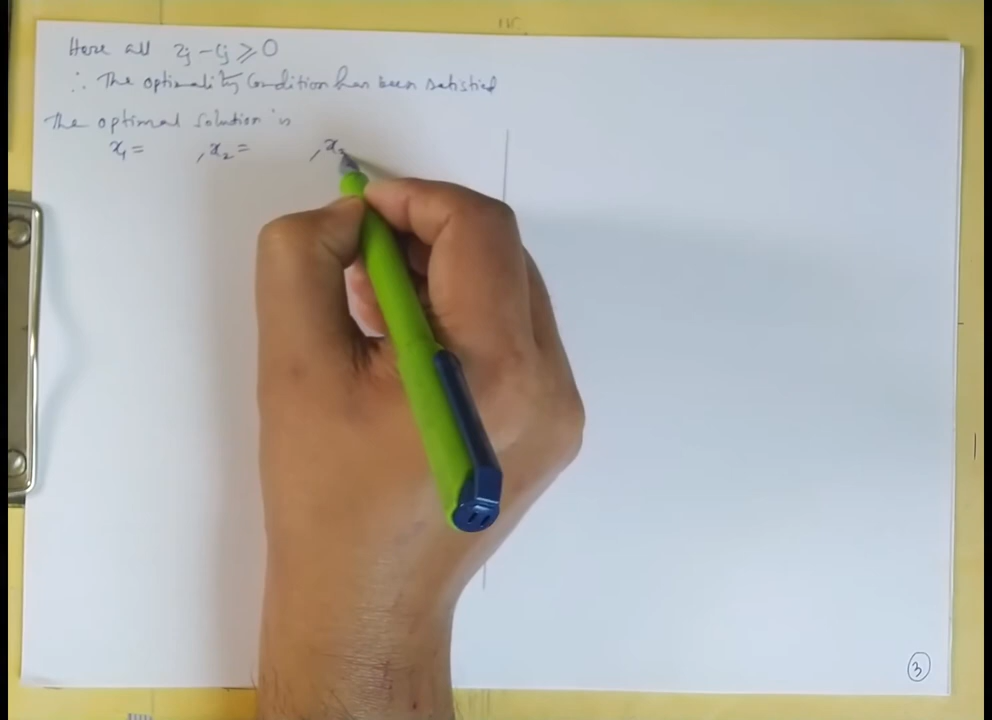 Here all Zj - Cj ⩾ 0
∴ The optimality Condition has been satisfied
The optimal solution is
x₁ = , x₂ = , x₃
3